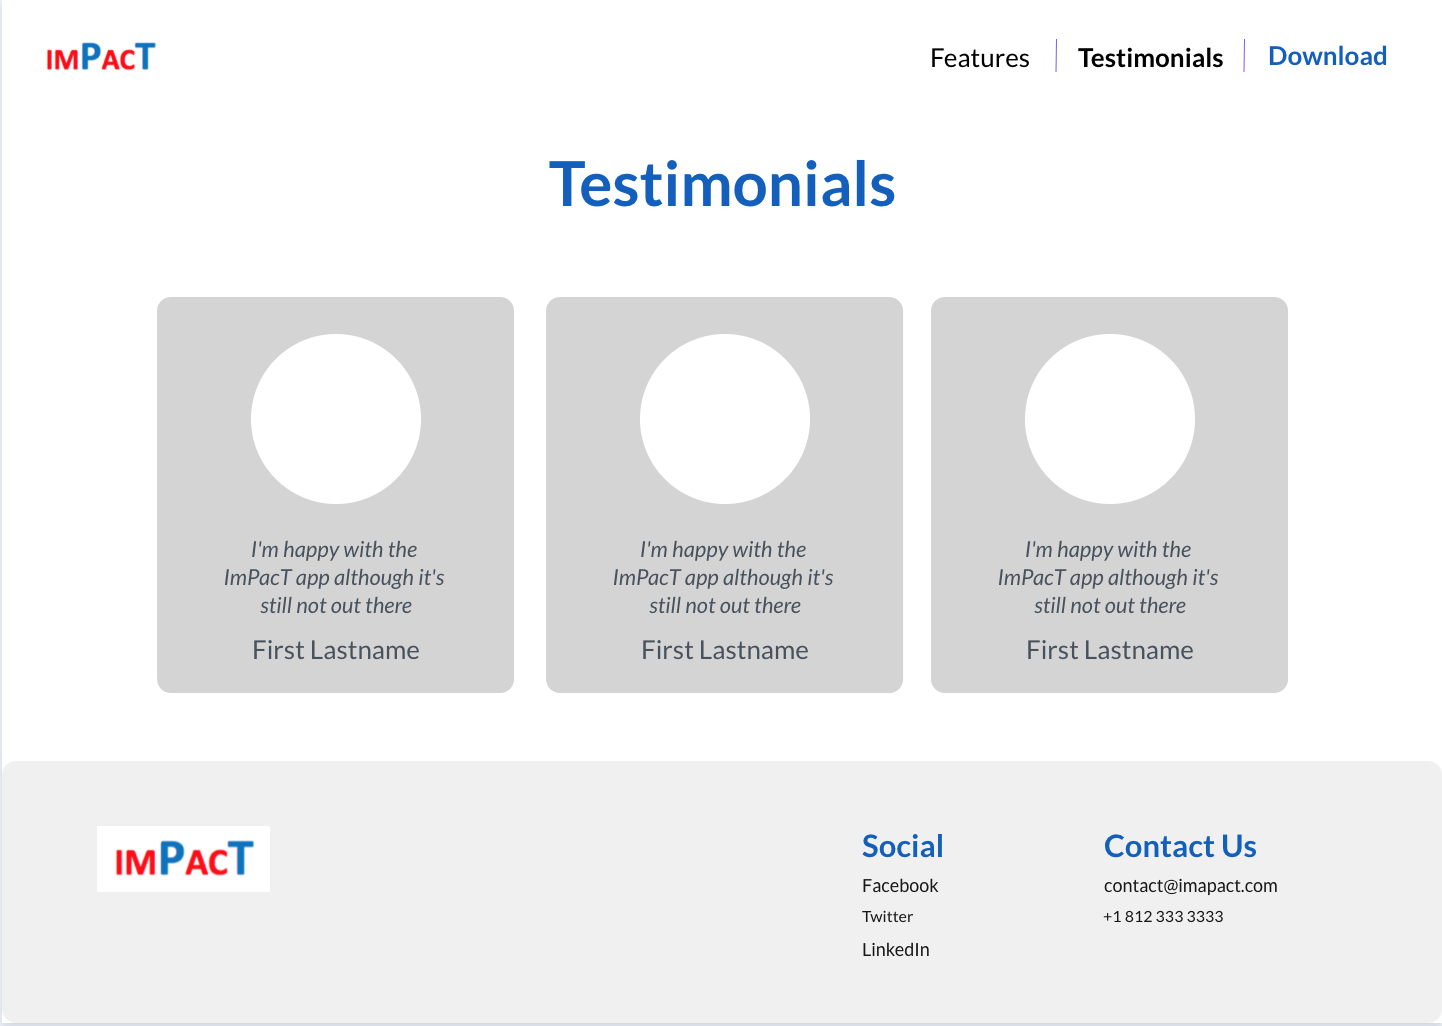 IMPACT
Features
Testimonials
Download
Testimonials
I'm happy with the
ImPacT app although it's
still not out there
First Lastname
I'm happy with the
ImPacT app although it's
still not out there
First Lastname
I'm happy with the
ImPacT app although it's
still not out there
First Lastname
IMPACT
Social
Facebook
Twitter
LinkedIn
Contact Us
contact@imapact.com
+1 812 333 3333